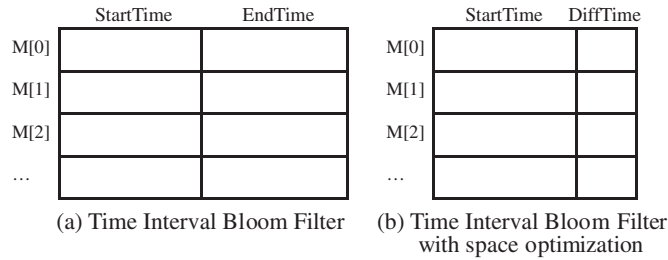 StartTime EndTime
M[0]
M[1]
M[2]
...
(a) Time Interval Bloom Filter
StartTime DiffTime
M[0]
M[1]
M[2]
...
(b) Time Interval Bloom Filter
with space optimization